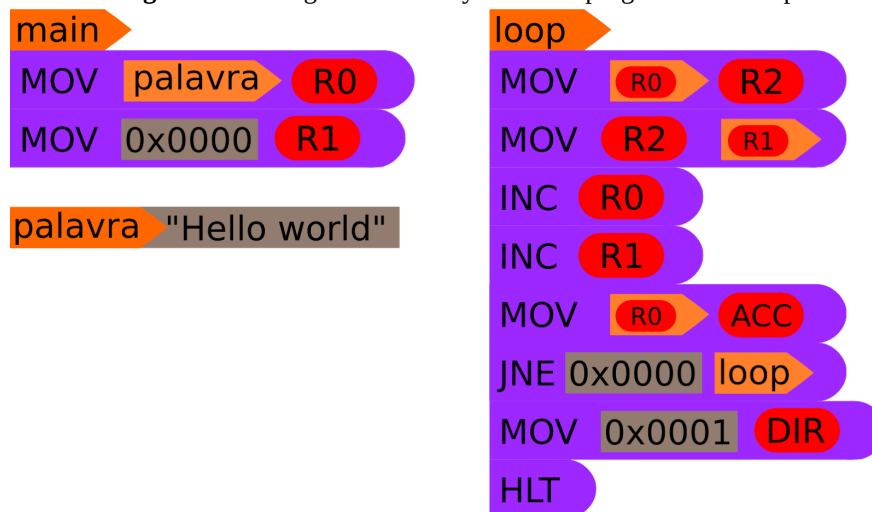 main
MOV palavra R0
MOV 0x0000 R1
palavra "Hello world"
loop
MOV R0 R2
MOV R2 R1
INC R0
INC R1
MOV R0 ACC
JNE 0x0000 loop
MOV 0x0001 DIR
HLT